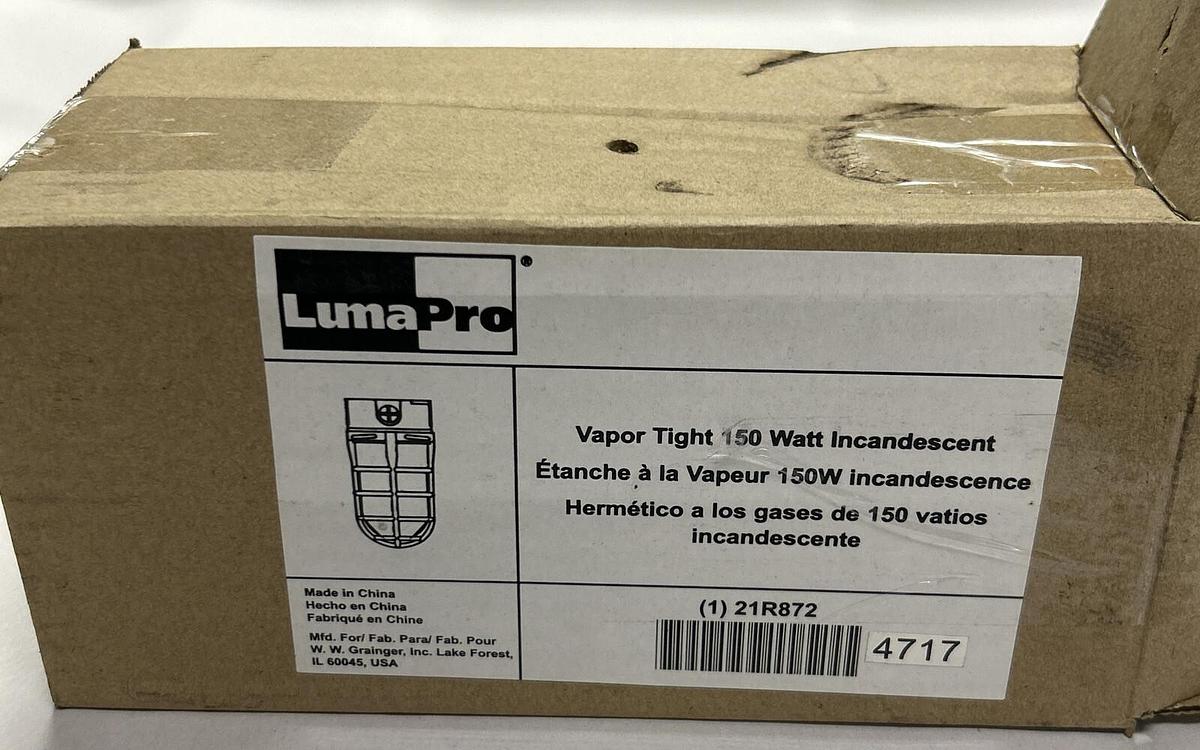 LumaPro®
Vapor Tight 150 Watt Incandescent
Étanche à la Vapeur 150W incandescence
Hermético a los gases de 150 vatios
incandescente
Made in China
Hecho en China
Fabriqué en Chine
Mfd. For/ Fab. Para/ Fab. Pour
W. W. Grainger, Inc. Lake Forest,
IL 60045, USA
(1) 21R872
4717